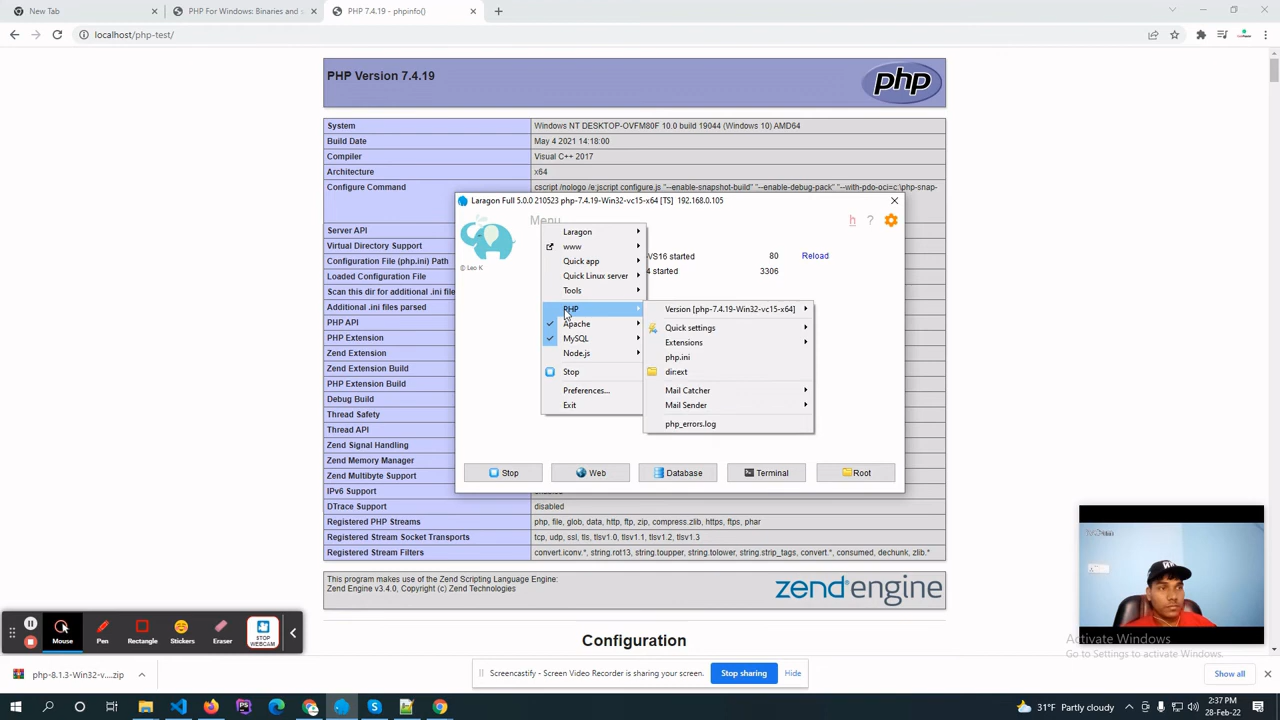 New Tab
PHP For Windows: Binaries and s
PHP 7.4.19 - phpinfo()
localhost/php-test/
PHP Version 7.4.19
php
System Windows NT DESKTOP-OVFM80F 10.0 build 19044 (Windows 10) AMD64
Build Date May 4 2021 14:18:00
Compiler Visual C++ 2017
Architecture x64
Configure Command cscript /nologo /e:jscript configure.js "--enable-snapshot-build" "--enable-debug-pack" "--with-pdo-oci=c:\php-snap-
Server API
Virtual Directory Support
Configuration File (php.ini) Path
Loaded Configuration File
Scan this dir for additional .ini file
Additional .ini files parsed
PHP API
PHP Extension
Zend Extension
Zend Extension Build
PHP Extension Build
Debug Build
Thread Safety
Thread API
Zend Signal Handling
Zend Memory Manager
Zend Multibyte Support
IPv6 Support
DTrace Support disabled
Registered PHP Streams php, file, glob, data, http, ftp, zip, compress.zlib, https, ftps, phar
Registered Stream Socket Transports tcp, udp, ssl, tls, tlsv1.0, tlsv1.1, tlsv1.2, tlsv1.3
Registered Stream Filters convert.iconv.*, string.rot13, string.toupper, string.tolower, string.strip_tags, convert.*, consumed, dechunk, zlib.*
This program makes use of the Zend Scripting Language Engine:
Zend Engine v3.4.0, Copyright (c) Zend Technologies
zend engine
Configuration
Laragon Full 5.0.0 210523 php-7.4.19-Win32-vc15-x64 [TS] 192.168.0.105
Menu
h ?
© Leo K
VS16 started 80 Reload
4 started 3306
Laragon
www
Quick app
Quick Linux server
Tools
PHP
Apache
MySQL
Node.js
Stop
Preferences...
Exit
Version [php-7.4.19-Win32-vc15-x64]
Quick settings
Extensions
php.ini
dir:ext
Mail Catcher
Mail Sender
php_errors.log
Stop
Web
Database
Terminal
Root
Activate Windows
Go to Settings to activate Windows.
Mouse
Pen
Rectangle
Stickers
Eraser
STOP
WEBCAM
php-8.1.3-Win32-v....zip
Screencastify - Screen Video Recorder is sharing your screen.
Stop sharing
Hide
Show all
31°F Partly cloudy
2:37 PM
28-Feb-22